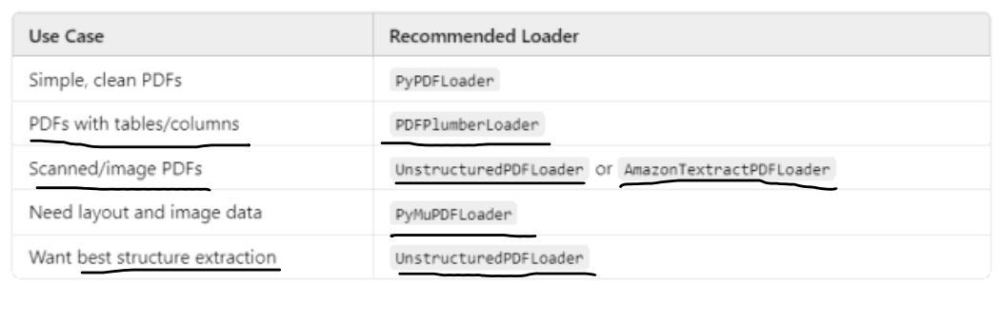 Use Case Recommended Loader
Simple, clean PDFs PyPDFLoader
PDFs with tables/columns PDFPlumberLoader
Scanned/image PDFs UnstructuredPDFLoader or AmazonTextractPDFLoader
Need layout and image data PyMuPDFLoader
Want best structure extraction UnstructuredPDFLoader